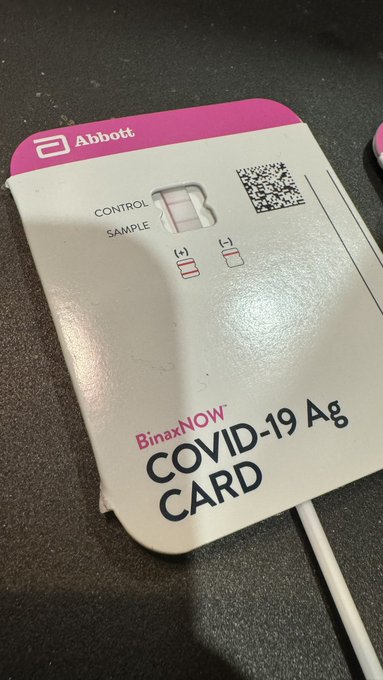 Abbott
CONTROL
SAMPLE
(+) (-)
BinaxNOW™
COVID-19 Ag
CARD